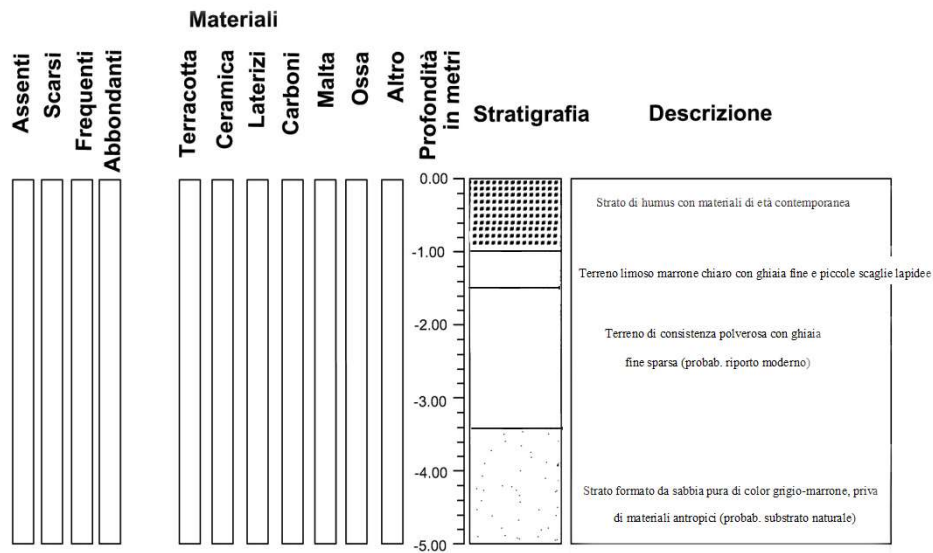 Materiali
Assenti
Scarsi
Frequenti
Abbondanti
Terracotta
Ceramica
Laterizi
Carboni
Malta
Ossa
Altro
Profondità
in metri
Stratigrafia
Descrizione
0.00
Strato di humus con materiali di età contemporanea
-1.00
Terreno limoso marrone chiaro con ghiaia fine e piccole scaglie lapidee
-2.00
Terreno di consistenza polverosa con ghiaia
fine sparsa (probab. riporto moderno)
-3.00
-4.00
Strato formato da sabbia pura di color grigio-marrone, priva
di materiali antropici (probab. substrato naturale)
-5.00